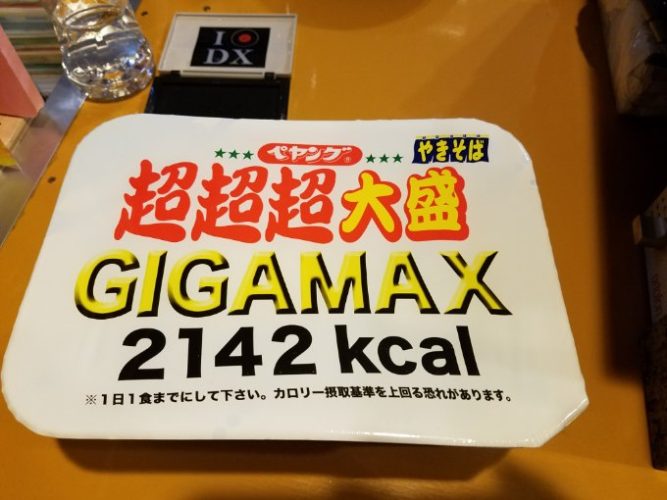 I
DX
ペヤング®
やきそば
超超超大盛
GIGAMAX
2142 kcal
※1日1食までにして下さい。カロリー摂取基準を上回る恐れがあります。